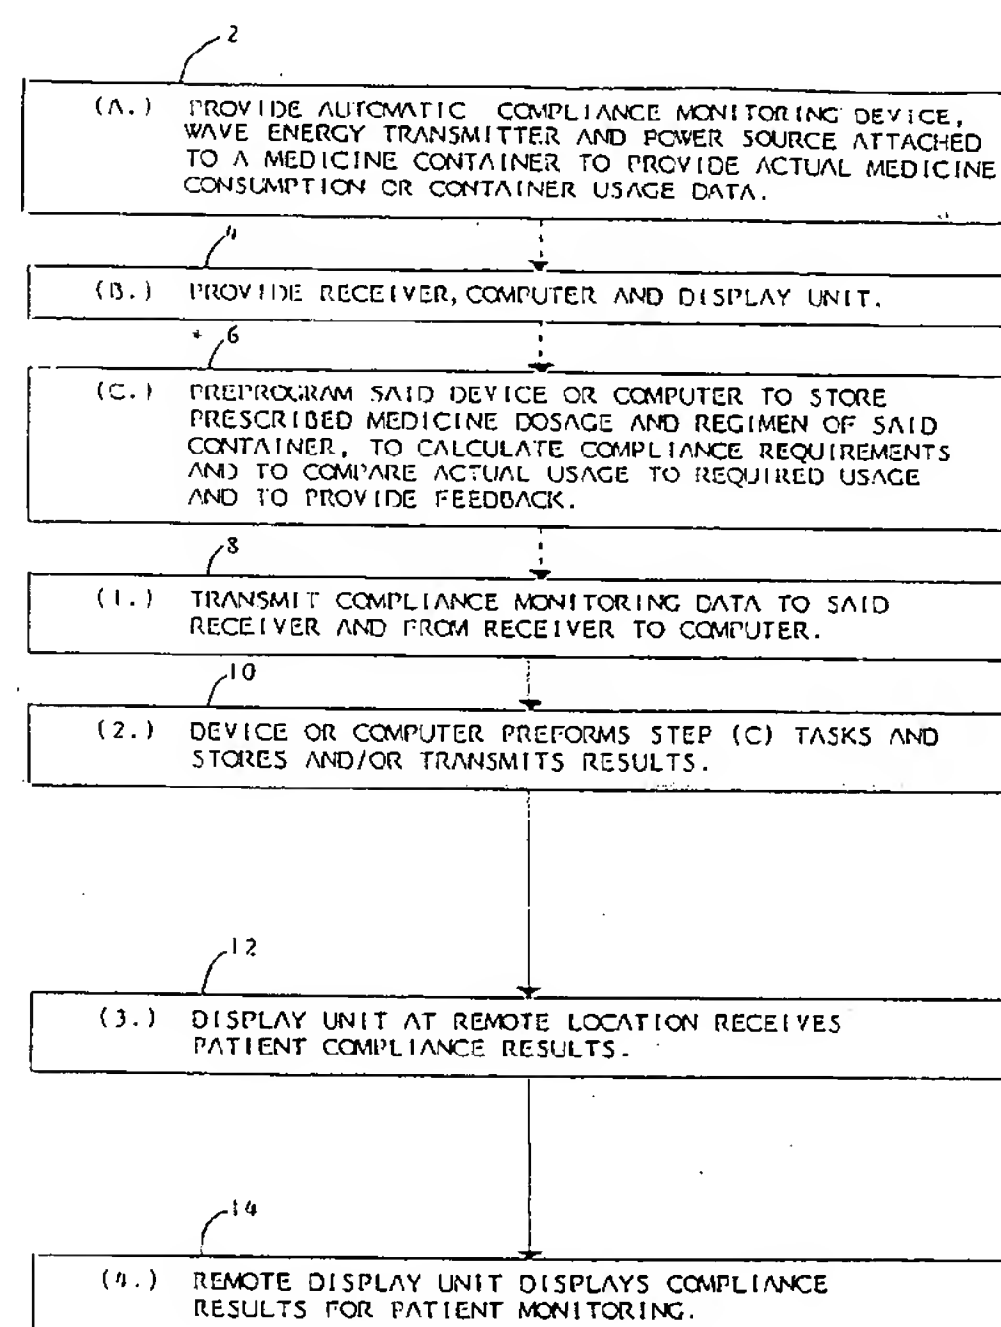 2
(A.) PROVIDE AUTOMATIC COMPLIANCE MONITORING DEVICE,
WAVE ENERGY TRANSMITTER AND POWER SOURCE ATTACHED
TO A MEDICINE CONTAINER TO PROVIDE ACTUAL MEDICINE
CONSUMPTION OR CONTAINER USAGE DATA.
4
(B.) PROVIDE RECEIVER, COMPUTER AND DISPLAY UNIT.
6
(C.) PREPROGRAM SAID DEVICE OR COMPUTER TO STORE
PRESCRIBED MEDICINE DOSAGE AND REGIMEN OF SAID
CONTAINER, TO CALCULATE COMPLIANCE REQUIREMENTS
AND TO COMPARE ACTUAL USAGE TO REQUIRED USAGE
AND TO PROVIDE FEEDBACK.
8
(1.) TRANSMIT COMPLIANCE MONITORING DATA TO SAID
RECEIVER AND FROM RECEIVER TO COMPUTER.
10
(2.) DEVICE OR COMPUTER PREFORMS STEP (C) TASKS AND
STORES AND/OR TRANSMITS RESULTS.
12
(3.) DISPLAY UNIT AT REMOTE LOCATION RECEIVES
PATIENT COMPLIANCE RESULTS.
14
(4.) REMOTE DISPLAY UNIT DISPLAYS COMPLIANCE
RESULTS FOR PATIENT MONITORING.